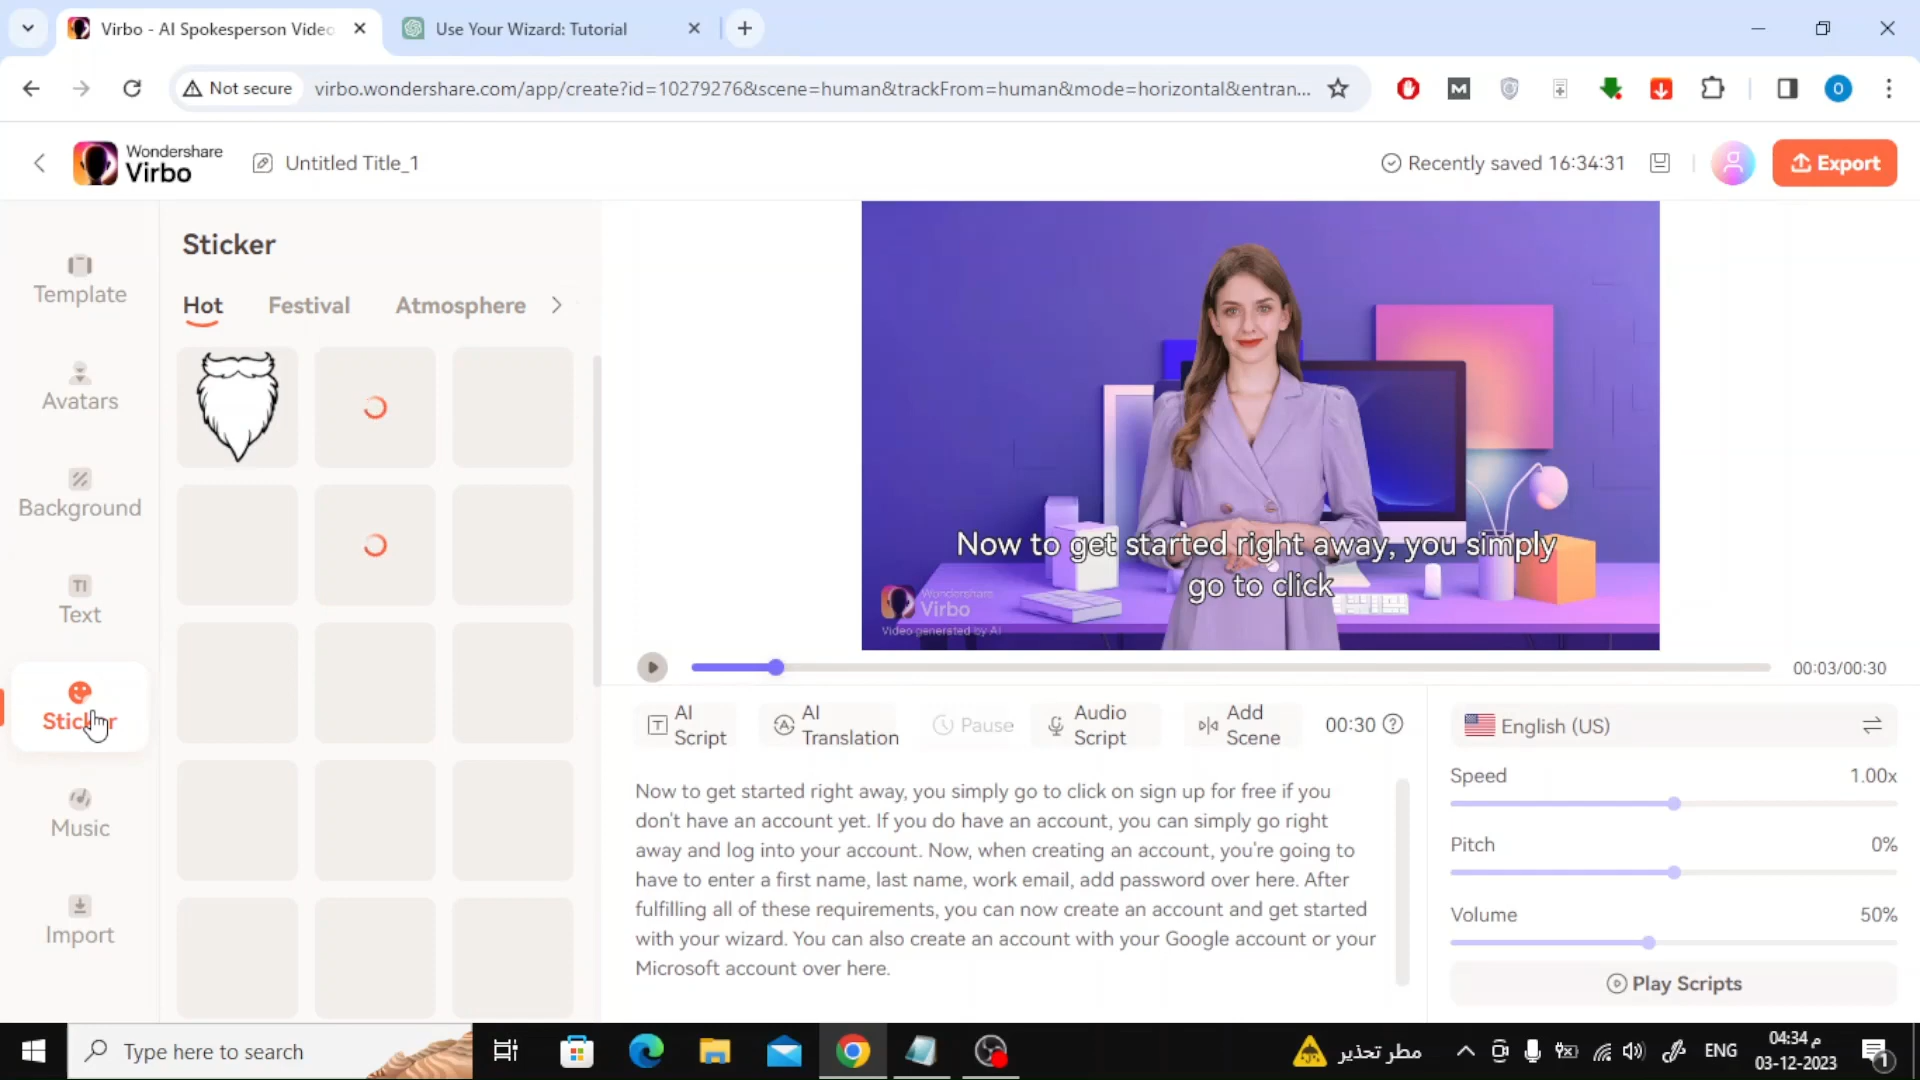 Virbo - AI Spokesperson Video
Use Your Wizard: Tutorial
Not secure
virbo.wondershare.com/app/create?id=10279276&scene=human&trackFrom=human&mode=horizontal&entran...
O
Wondershare
Virbo
Untitled Title_1
Recently saved 16:34:31
Export
Template
Avatars
Background
Text
Sticker
Music
Import
Sticker
Hot
Festival
Atmosphere
Now to get started right away, you simply
go to click
Wondershare
Virbo
Video generated by AI
00:03/00:30
AI
Script
AI
Translation
Pause
Audio
Script
Add
Scene
00:30
Now to get started right away, you simply go to click on sign up for free if you
don't have an account yet. If you do have an account, you can simply go right
away and log into your account. Now, when creating an account, you're going to
have to enter a first name, last name, work email, add password over here. After
fulfilling all of these requirements, you can now create an account and get started
with your wizard. You can also create an account with your Google account or your
Microsoft account over here.
English (US)
Speed
1.00x
Pitch
0%
Volume
50%
Play Scripts
Type here to search
مطر تحذير
ENG
04:34 م
03-12-2023
1